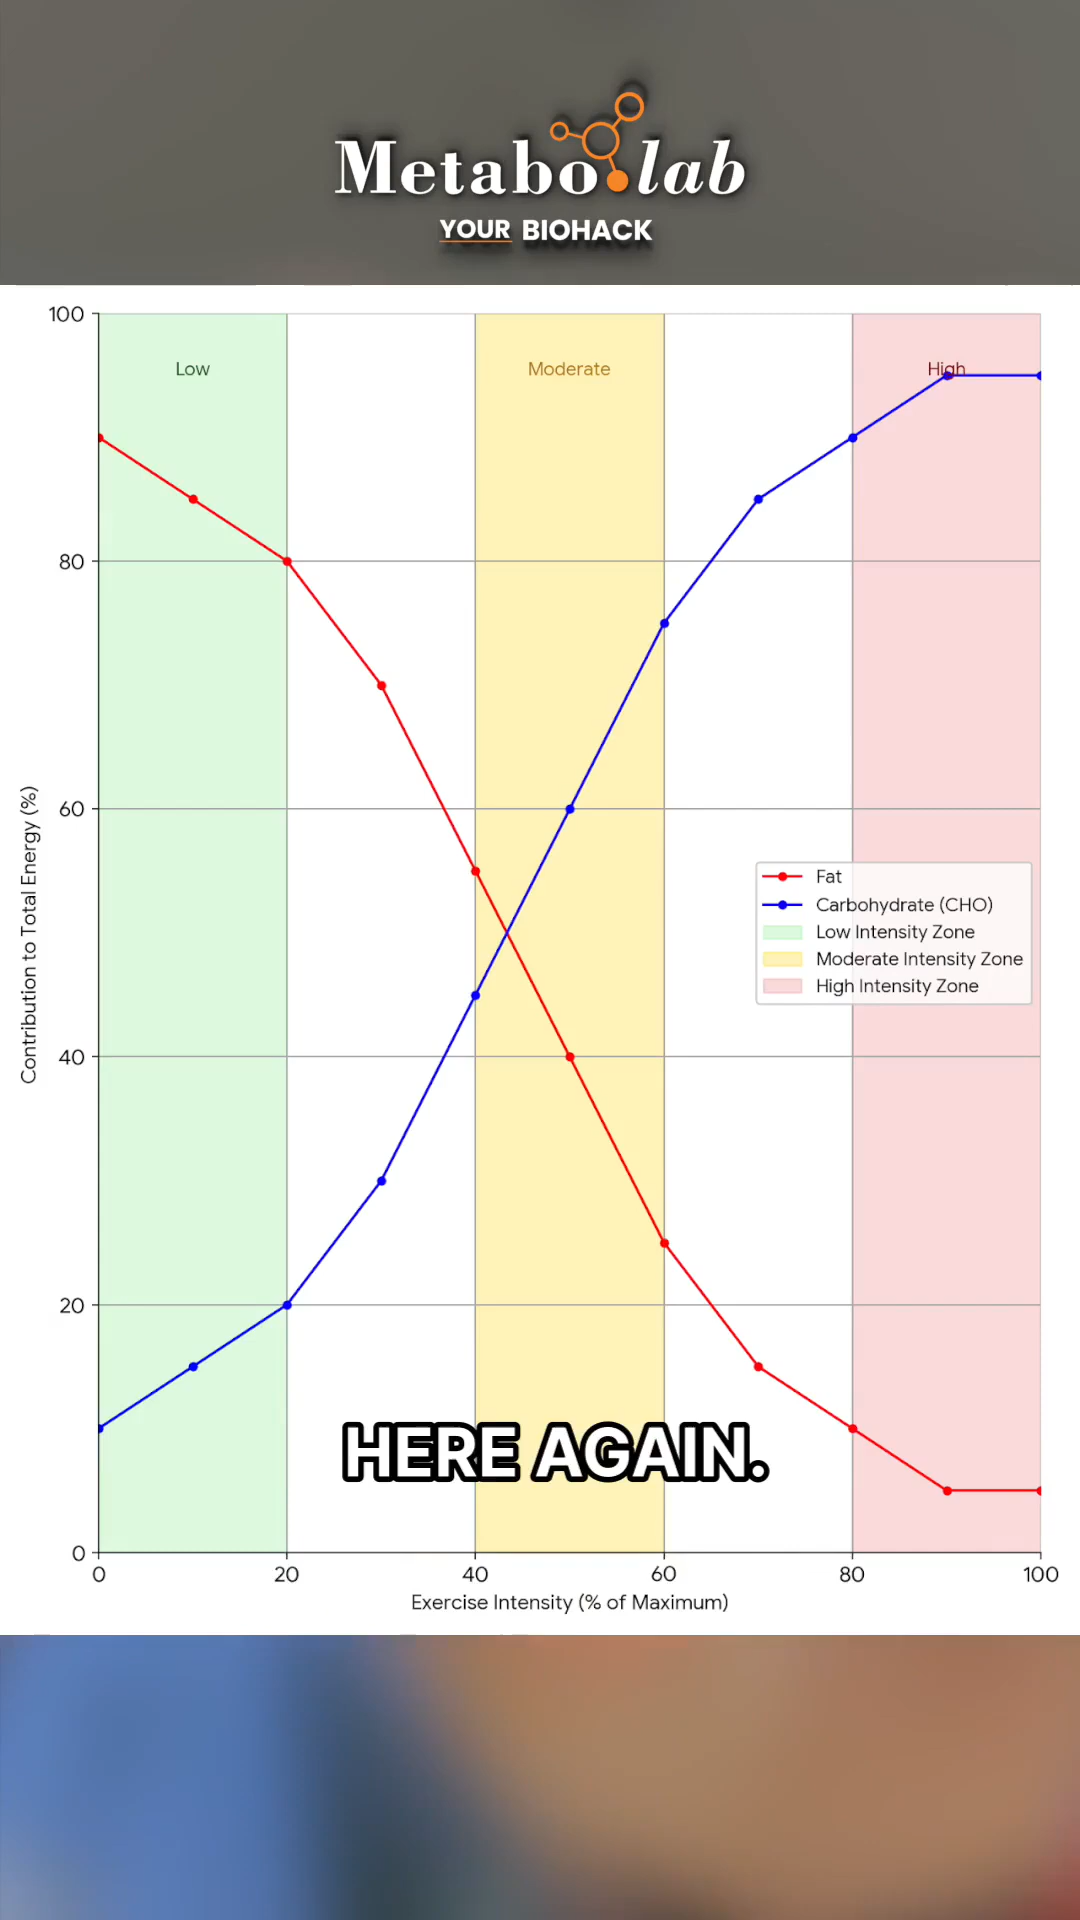 Metabo lab
YOUR BIOHACK
100
Low
Moderate
High
80
60
40
20
0
Contribution to Total Energy (%)
Fat
Carbohydrate (CHO)
Low Intensity Zone
Moderate Intensity Zone
High Intensity Zone
HERE AGAIN.
0 20 40 60 80 100
Exercise Intensity (% of Maximum)